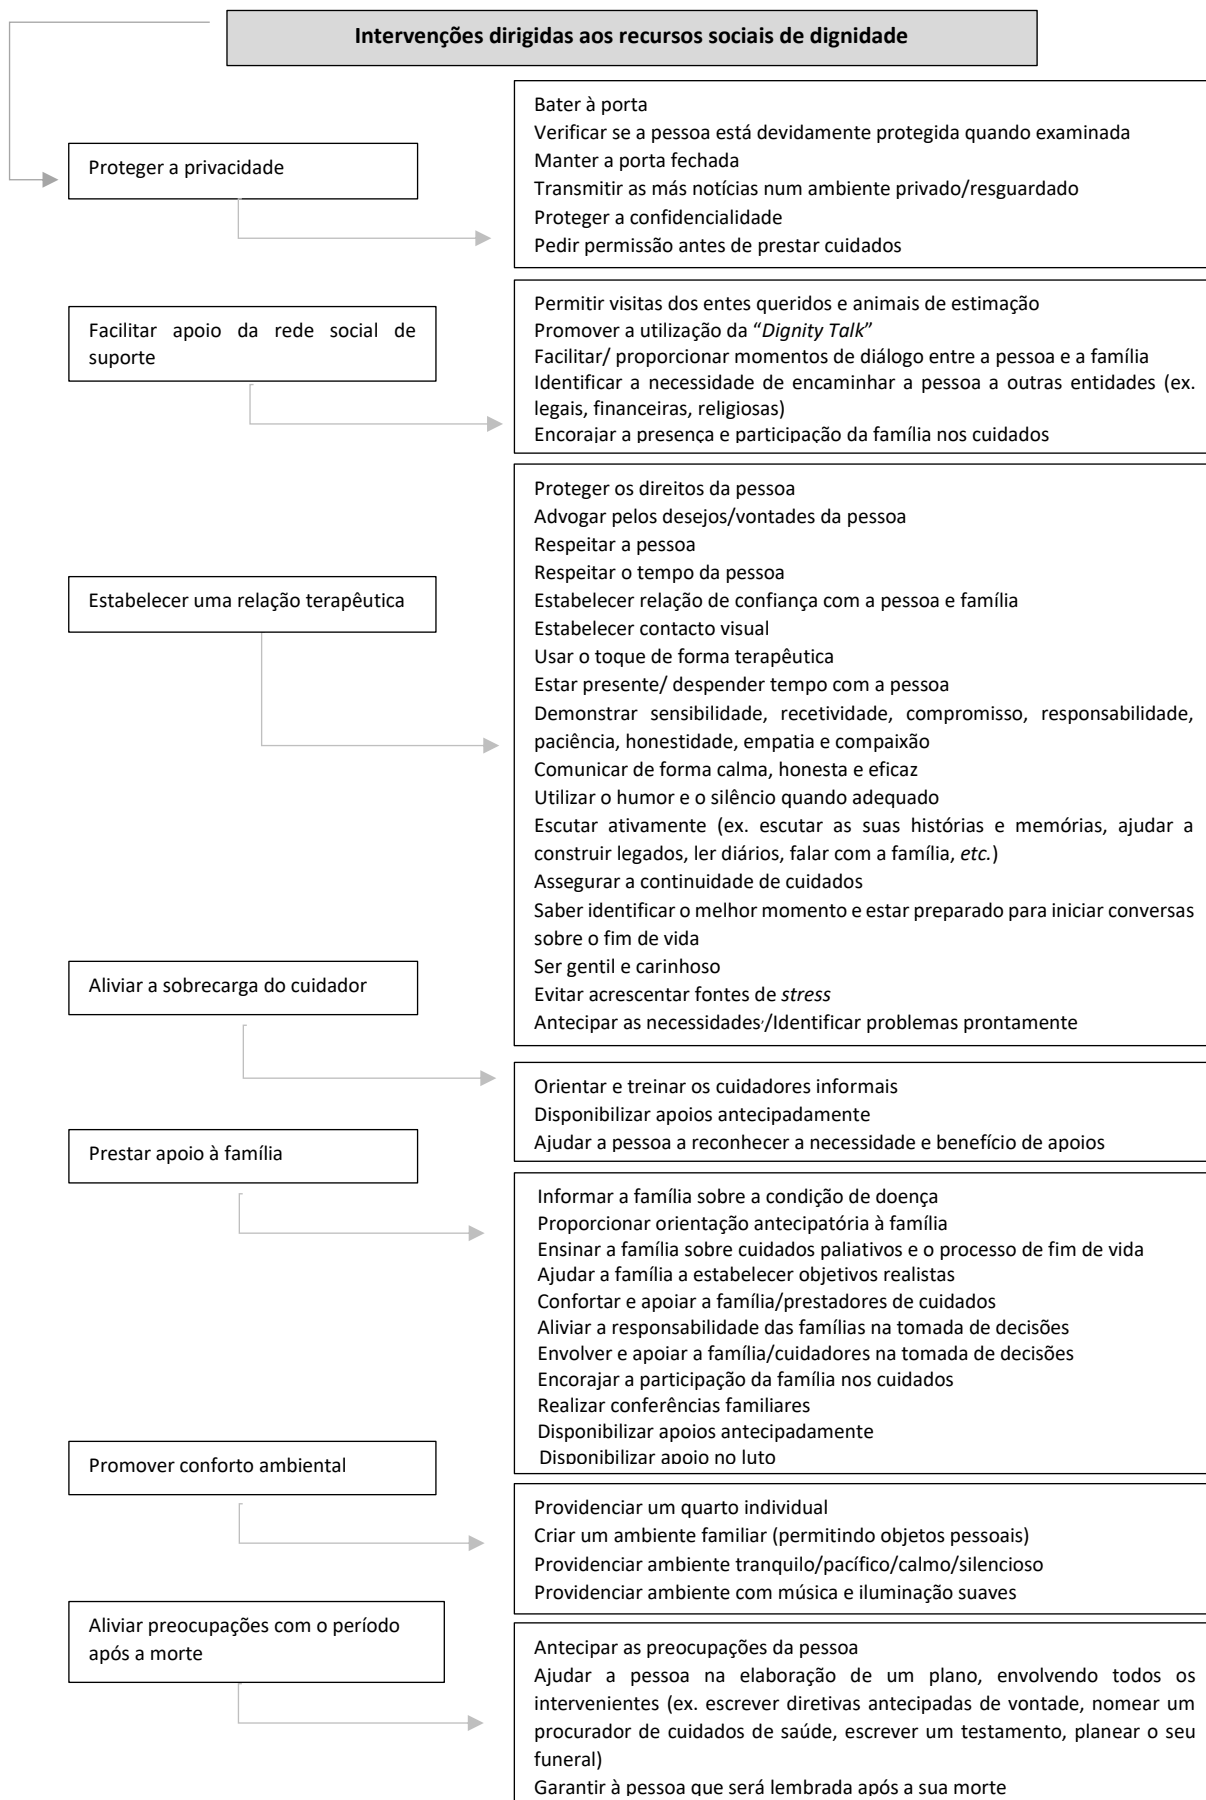 Intervenções dirigidas aos recursos sociais de dignidade
Proteger a privacidade
Bater à porta
Verificar se a pessoa está devidamente protegida quando examinada
Manter a porta fechada
Transmitir as más notícias num ambiente privado/resguardado
Proteger a confidencialidade
Pedir permissão antes de prestar cuidados
Facilitar apoio da rede social de
suporte
Permitir visitas dos entes queridos e animais de estimação
Promover a utilização da “Dignity Talk”
Facilitar/ proporcionar momentos de diálogo entre a pessoa e a família
Identificar a necessidade de encaminhar a pessoa a outras entidades (ex.
legais, financeiras, religiosas)
Encorajar a presença e participação da família nos cuidados
Estabelecer uma relação terapêutica
Proteger os direitos da pessoa
Advogar pelos desejos/vontades da pessoa
Respeitar a pessoa
Respeitar o tempo da pessoa
Estabelecer relação de confiança com a pessoa e família
Estabelecer contacto visual
Usar o toque de forma terapêutica
Estar presente/ despender tempo com a pessoa
Demonstrar sensibilidade, recetividade, compromisso, responsabilidade,
paciência, honestidade, empatia e compaixão
Comunicar de forma calma, honesta e eficaz
Utilizar o humor e o silêncio quando adequado
Escutar ativamente (ex. escutar as suas histórias e memórias, ajudar a
construir legados, ler diários, falar com a família, etc.)
Assegurar a continuidade de cuidados
Saber identificar o melhor momento e estar preparado para iniciar conversas
sobre o fim de vida
Ser gentil e carinhoso
Evitar acrescentar fontes de stress
Antecipar as necessidades/Identificar problemas prontamente
Aliviar a sobrecarga do cuidador
Orientar e treinar os cuidadores informais
Disponibilizar apoios antecipadamente
Ajudar a pessoa a reconhecer a necessidade e benefício de apoios
Prestar apoio à família
Informar a família sobre a condição de doença
Proporcionar orientação antecipatória à família
Ensinar a família sobre cuidados paliativos e o processo de fim de vida
Ajudar a família a estabelecer objetivos realistas
Confortar e apoiar a família/prestadores de cuidados
Aliviar a responsabilidade das famílias na tomada de decisões
Envolver e apoiar a família/cuidadores na tomada de decisões
Encorajar a participação da família nos cuidados
Realizar conferências familiares
Disponibilizar apoios antecipadamente
Disponibilizar apoio no luto
Promover conforto ambiental
Providenciar um quarto individual
Criar um ambiente familiar (permitindo objetos pessoais)
Providenciar ambiente tranquilo/pacífico/calmo/silencioso
Providenciar ambiente com música e iluminação suaves
Aliviar preocupações com o período
após a morte
Antecipar as preocupações da pessoa
Ajudar a pessoa na elaboração de um plano, envolvendo todos os
intervenientes (ex. escrever diretivas antecipadas de vontade, nomear um
procurador de cuidados de saúde, escrever um testamento, planear o seu
funeral)
Garantir à pessoa que será lembrada após a sua morte